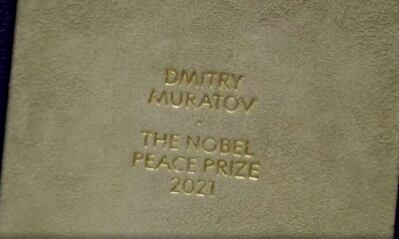 DMITRY
MURATOV
·
THE NOBEL
PEACE PRIZE
2021